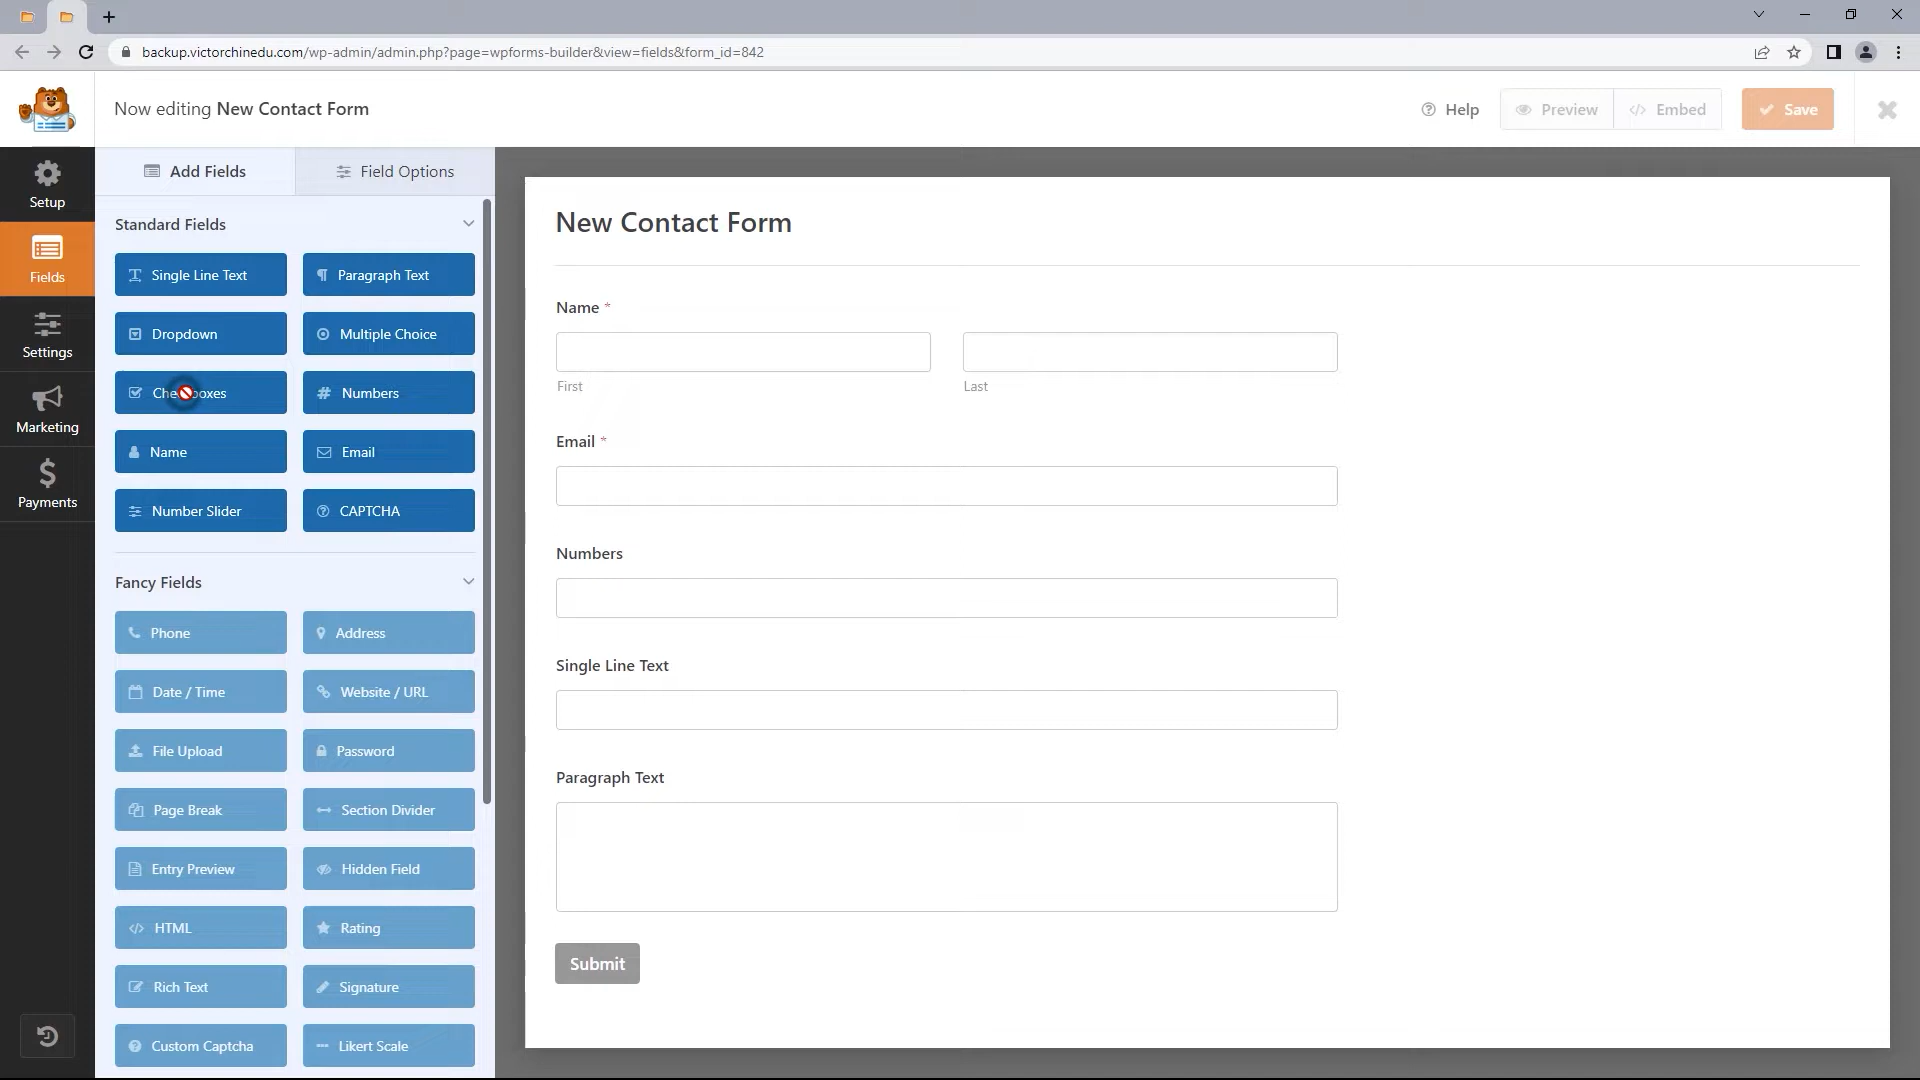 backup.victorchinedu.com/wp-admin/admin.php?page=wpforms-builder&view=fields&form_id=842
Now editing New Contact Form
Help
Preview
Embed
Save
Setup
Fields
Settings
Marketing
Payments
Add Fields
Field Options
Standard Fields
Single Line Text
Paragraph Text
Dropdown
Multiple Choice
Checkboxes
Numbers
Name
Email
Number Slider
CAPTCHA
Fancy Fields
Phone
Address
Date / Time
Website / URL
File Upload
Password
Page Break
Section Divider
Entry Preview
Hidden Field
HTML
Rating
Rich Text
Signature
Custom Captcha
Likert Scale
New Contact Form
Name *
First
Last
Email *
Numbers
Single Line Text
Paragraph Text
Submit